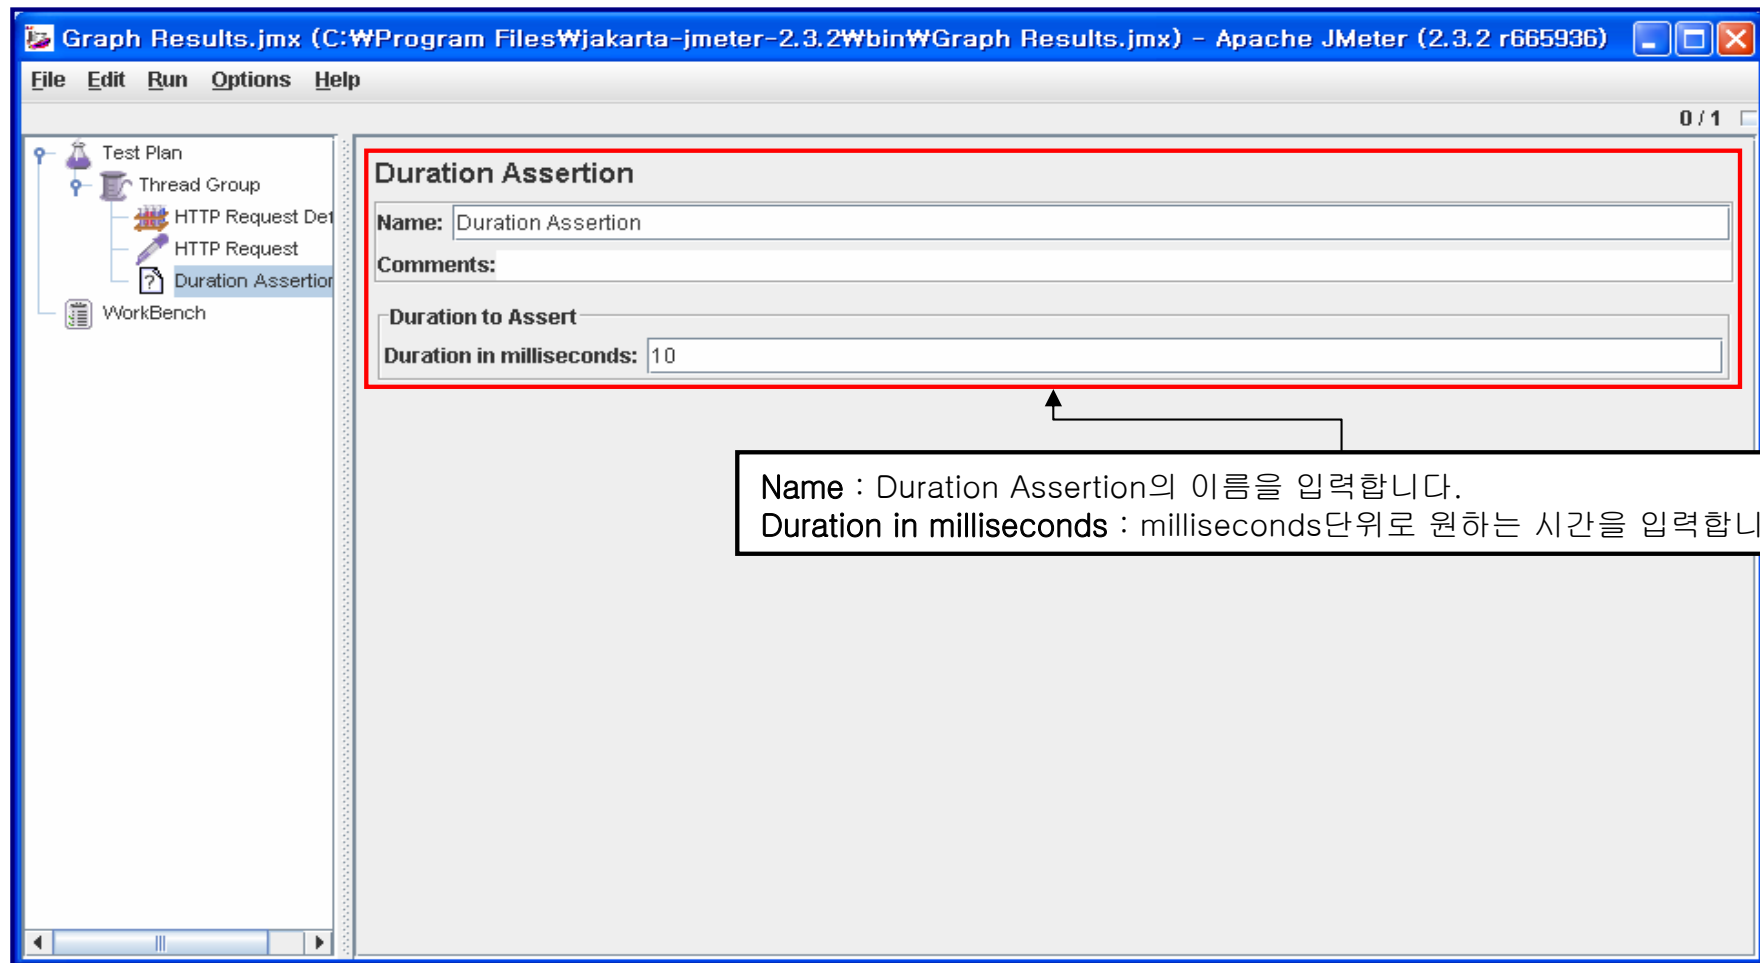 Graph Results.jmx (C:₩Program Files₩jakarta-jmeter-2.3.2₩bin₩Graph Results.jmx) - Apache JMeter (2.3.2 r665936)
File Edit Run Options Help
0 / 1
Test Plan
Thread Group
HTTP Request Def
HTTP Request
Duration Assertion
WorkBench
Duration Assertion
Name: Duration Assertion
Comments:
Duration to Assert
Duration in milliseconds: 10
Name : Duration Assertion의 이름을 입력합니다.
Duration in milliseconds : milliseconds단위로 원하는 시간을 입력합니